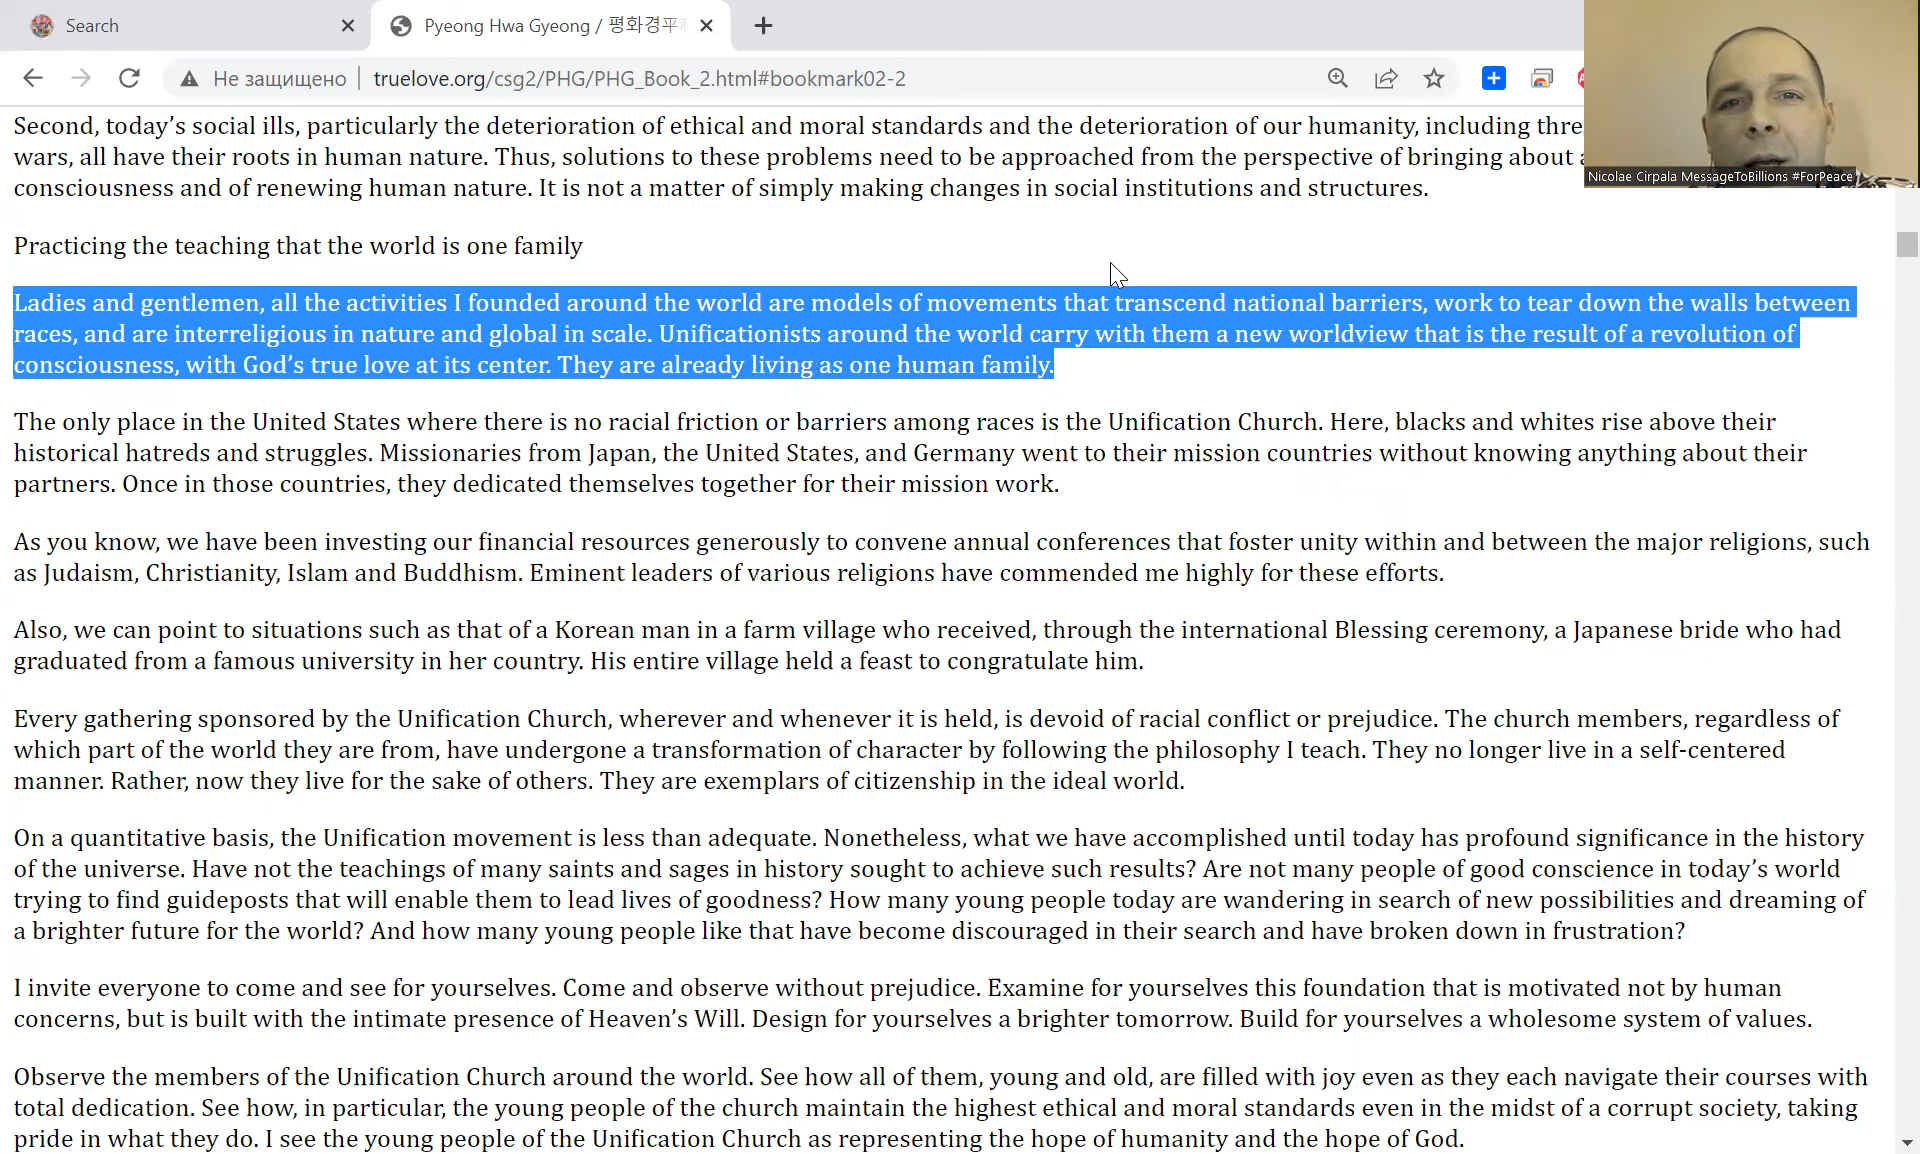 Search
Pyeong Hwa Gyeong / 평화경平
Не защищено
truelove.org/csg2/PHG/PHG_Book_2.html#bookmark02-2
Nicolae Cirpala MessageToBillions #ForPeace
Second, today’s social ills, particularly the deterioration of ethical and moral standards and the deterioration of our humanity, including
wars, all have their roots in human nature. Thus, solutions to these problems need to be approached from the perspective of bringing about
consciousness and of renewing human nature. It is not a matter of simply making changes in social institutions and structures.
Practicing the teaching that the world is one family
Ladies and gentlemen, all the activities I founded around the world are models of movements that transcend national barriers, work to tear down the walls between
races, and are interreligious in nature and global in scale. Unificationists around the world carry with them a new worldview that is the result of a revolution of
consciousness, with God’s true love at its center. They are already living as one human family.
The only place in the United States where there is no racial friction or barriers among races is the Unification Church. Here, blacks and whites rise above their
historical hatreds and struggles. Missionaries from Japan, the United States, and Germany went to their mission countries without knowing anything about their
partners. Once in those countries, they dedicated themselves together for their mission work.
As you know, we have been investing our financial resources generously to convene annual conferences that foster unity within and between the major religions, such
as Judaism, Christianity, Islam and Buddhism. Eminent leaders of various religions have commended me highly for these efforts.
Also, we can point to situations such as that of a Korean man in a farm village who received, through the international Blessing ceremony, a Japanese bride who had
graduated from a famous university in her country. His entire village held a feast to congratulate him.
Every gathering sponsored by the Unification Church, wherever and whenever it is held, is devoid of racial conflict or prejudice. The church members, regardless of
which part of the world they are from, have undergone a transformation of character by following the philosophy I teach. They no longer live in a self-centered
manner. Rather, now they live for the sake of others. They are exemplars of citizenship in the ideal world.
On a quantitative basis, the Unification movement is less than adequate. Nonetheless, what we have accomplished until today has profound significance in the history
of the universe. Have not the teachings of many saints and sages in history sought to achieve such results? Are not many people of good conscience in today’s world
trying to find guideposts that will enable them to lead lives of goodness? How many young people today are wandering in search of new possibilities and dreaming of
a brighter future for the world? And how many young people like that have become discouraged in their search and have broken down in frustration?
I invite everyone to come and see for yourselves. Come and observe without prejudice. Examine for yourselves this foundation that is motivated not by human
concerns, but is built with the intimate presence of Heaven’s Will. Design for yourselves a brighter tomorrow. Build for yourselves a wholesome system of values.
Observe the members of the Unification Church around the world. See how all of them, young and old, are filled with joy even as they each navigate their courses with
total dedication. See how, in particular, the young people of the church maintain the highest ethical and moral standards even in the midst of a corrupt society, taking
pride in what they do. I see the young people of the Unification Church as representing the hope of humanity and the hope of God.